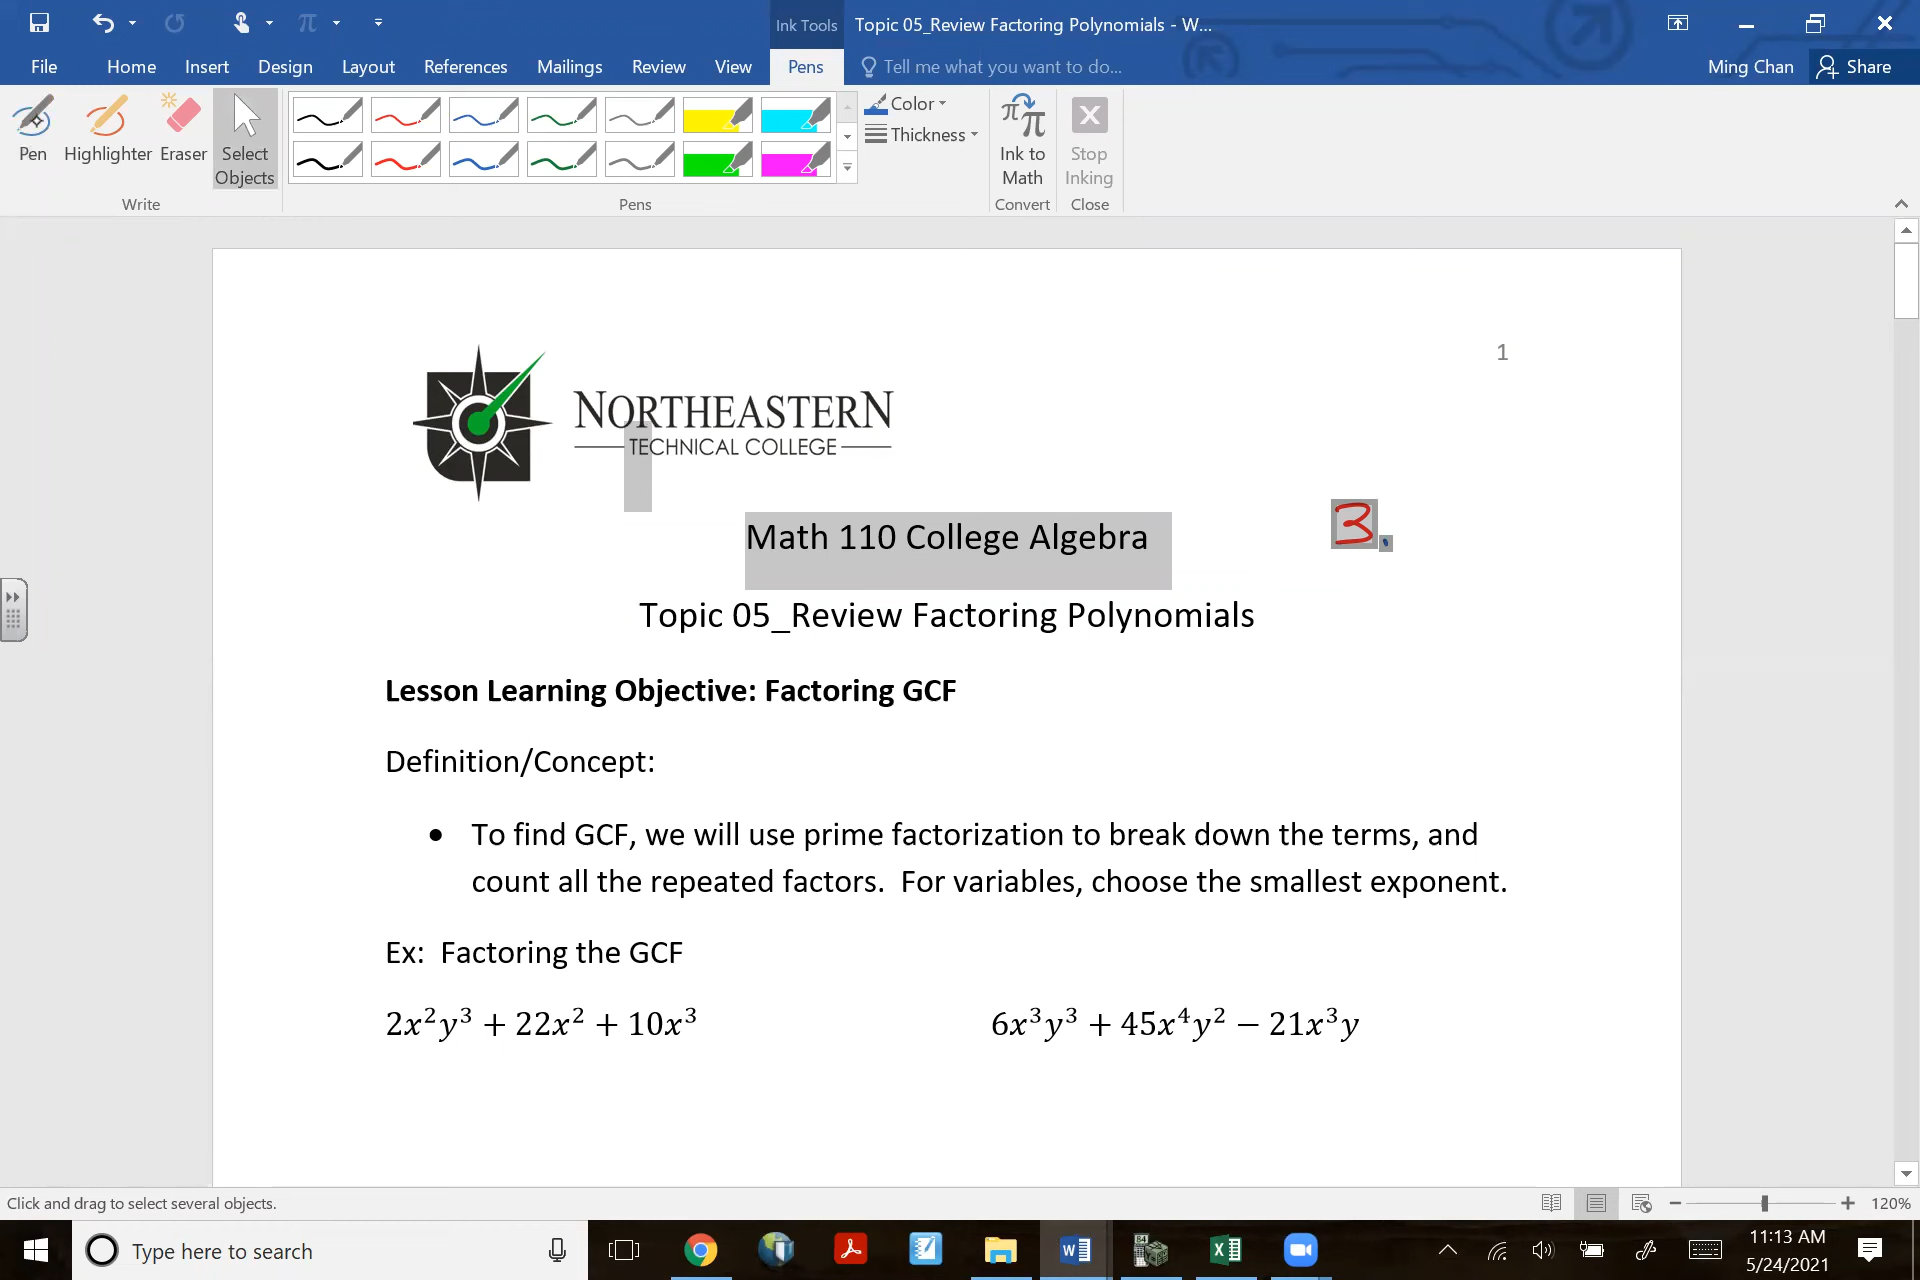 Ink Tools
Topic 05_Review Factoring Polynomials - W...
File Home Insert Design Layout References Mailings Review View Pens Tell me what you want to do... Ming Chan Share
Pen Highlighter Eraser Select Objects
Color
Thickness
Ink to Math
Stop Inking
Write Pens Convert Close
1
NORTHEASTERN
TECHNICAL COLLEGE
Math 110 College Algebra
3.
Topic 05_Review Factoring Polynomials
Lesson Learning Objective: Factoring GCF
Definition/Concept:
• To find GCF, we will use prime factorization to break down the terms, and
count all the repeated factors. For variables, choose the smallest exponent.
Ex: Factoring the GCF
2x²y³ + 22x² + 10x³ 6x³y³ + 45x⁴y² − 21x³y
Click and drag to select several objects.
120%
Type here to search
11:13 AM
5/24/2021